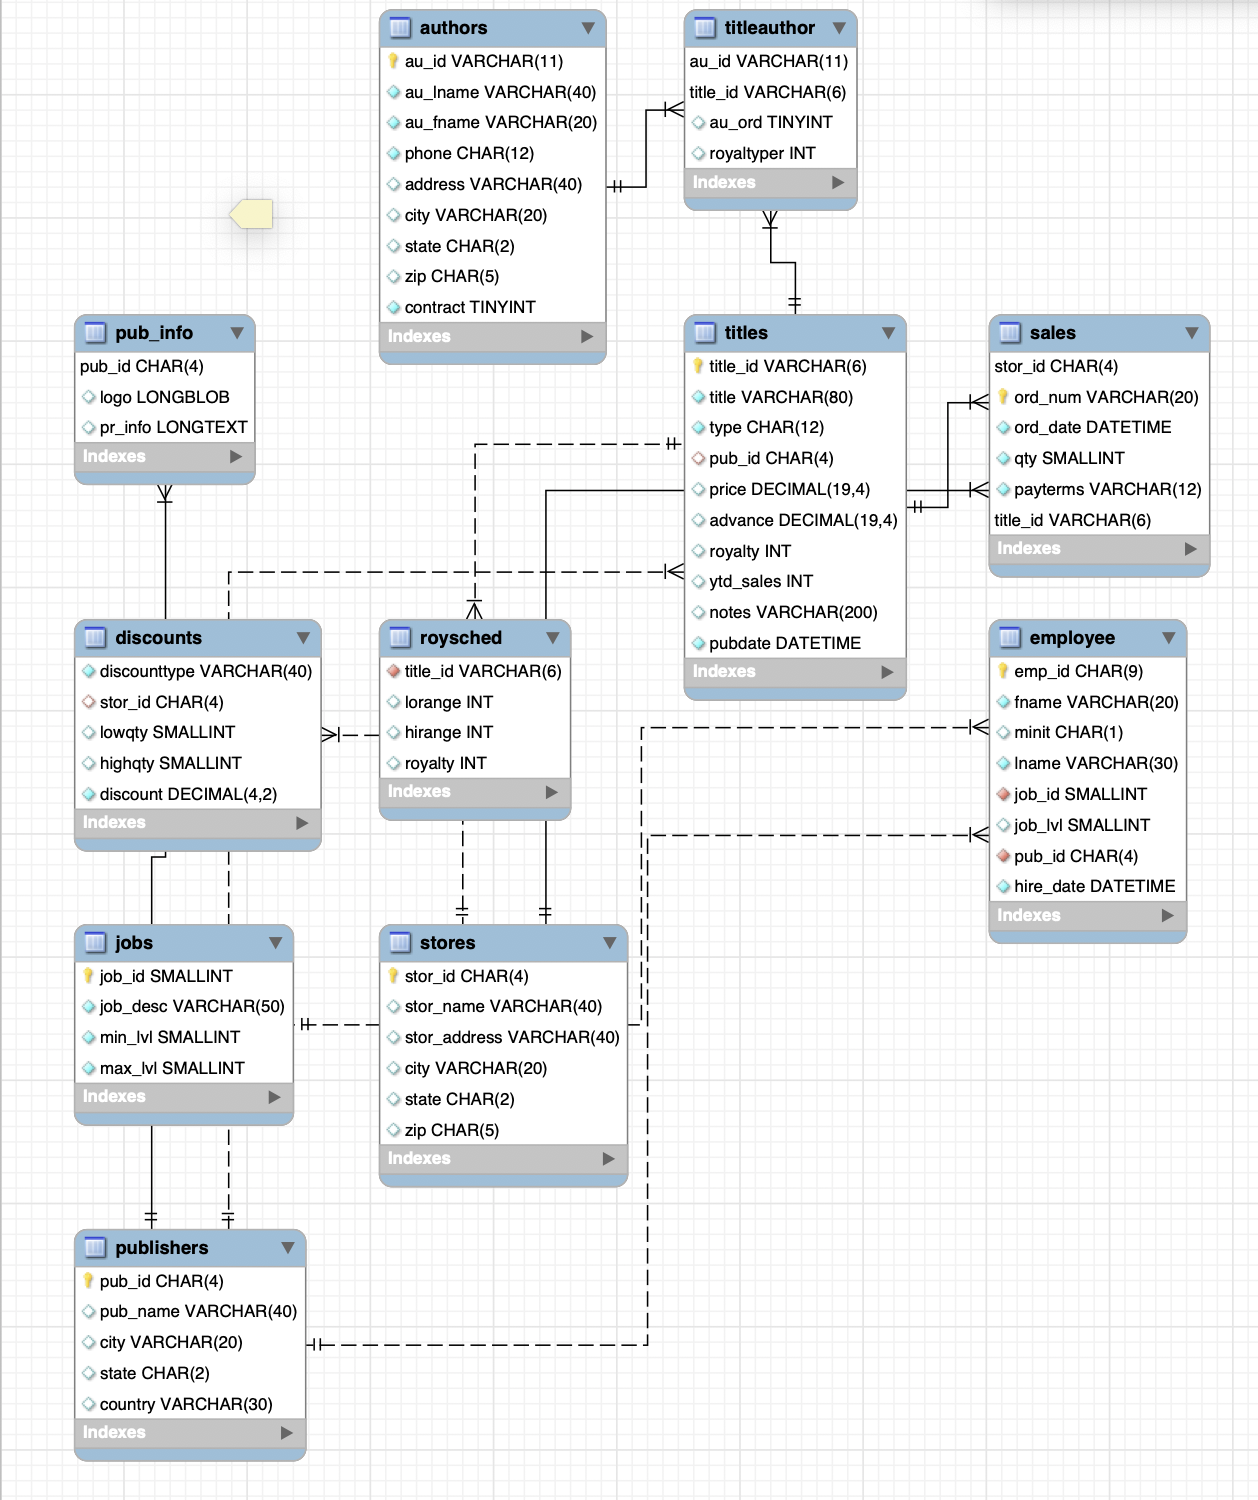 authors
au_id VARCHAR(11)
au_lname VARCHAR(40)
au_fname VARCHAR(20)
phone CHAR(12)
address VARCHAR(40)
city VARCHAR(20)
state CHAR(2)
zip CHAR(5)
contract TINYINT
Indexes
titleauthor
au_id VARCHAR(11)
title_id VARCHAR(6)
au_ord TINYINT
royaltyper INT
Indexes
pub_info
pub_id CHAR(4)
logo LONGBLOB
pr_info LONGTEXT
Indexes
titles
title_id VARCHAR(6)
title VARCHAR(80)
type CHAR(12)
pub_id CHAR(4)
price DECIMAL(19,4)
advance DECIMAL(19,4)
royalty INT
ytd_sales INT
notes VARCHAR(200)
pubdate DATETIME
Indexes
sales
stor_id CHAR(4)
ord_num VARCHAR(20)
ord_date DATETIME
qty SMALLINT
payterms VARCHAR(12)
title_id VARCHAR(6)
Indexes
discounts
discounttype VARCHAR(40)
stor_id CHAR(4)
lowqty SMALLINT
highqty SMALLINT
discount DECIMAL(4,2)
Indexes
roysched
title_id VARCHAR(6)
lorange INT
hirange INT
royalty INT
Indexes
employee
emp_id CHAR(9)
fname VARCHAR(20)
minit CHAR(1)
lname VARCHAR(30)
job_id SMALLINT
job_lvl SMALLINT
pub_id CHAR(4)
hire_date DATETIME
Indexes
jobs
job_id SMALLINT
job_desc VARCHAR(50)
min_lvl SMALLINT
max_lvl SMALLINT
Indexes
stores
stor_id CHAR(4)
stor_name VARCHAR(40)
stor_address VARCHAR(40)
city VARCHAR(20)
state CHAR(2)
zip CHAR(5)
Indexes
publishers
pub_id CHAR(4)
pub_name VARCHAR(40)
city VARCHAR(20)
state CHAR(2)
country VARCHAR(30)
Indexes